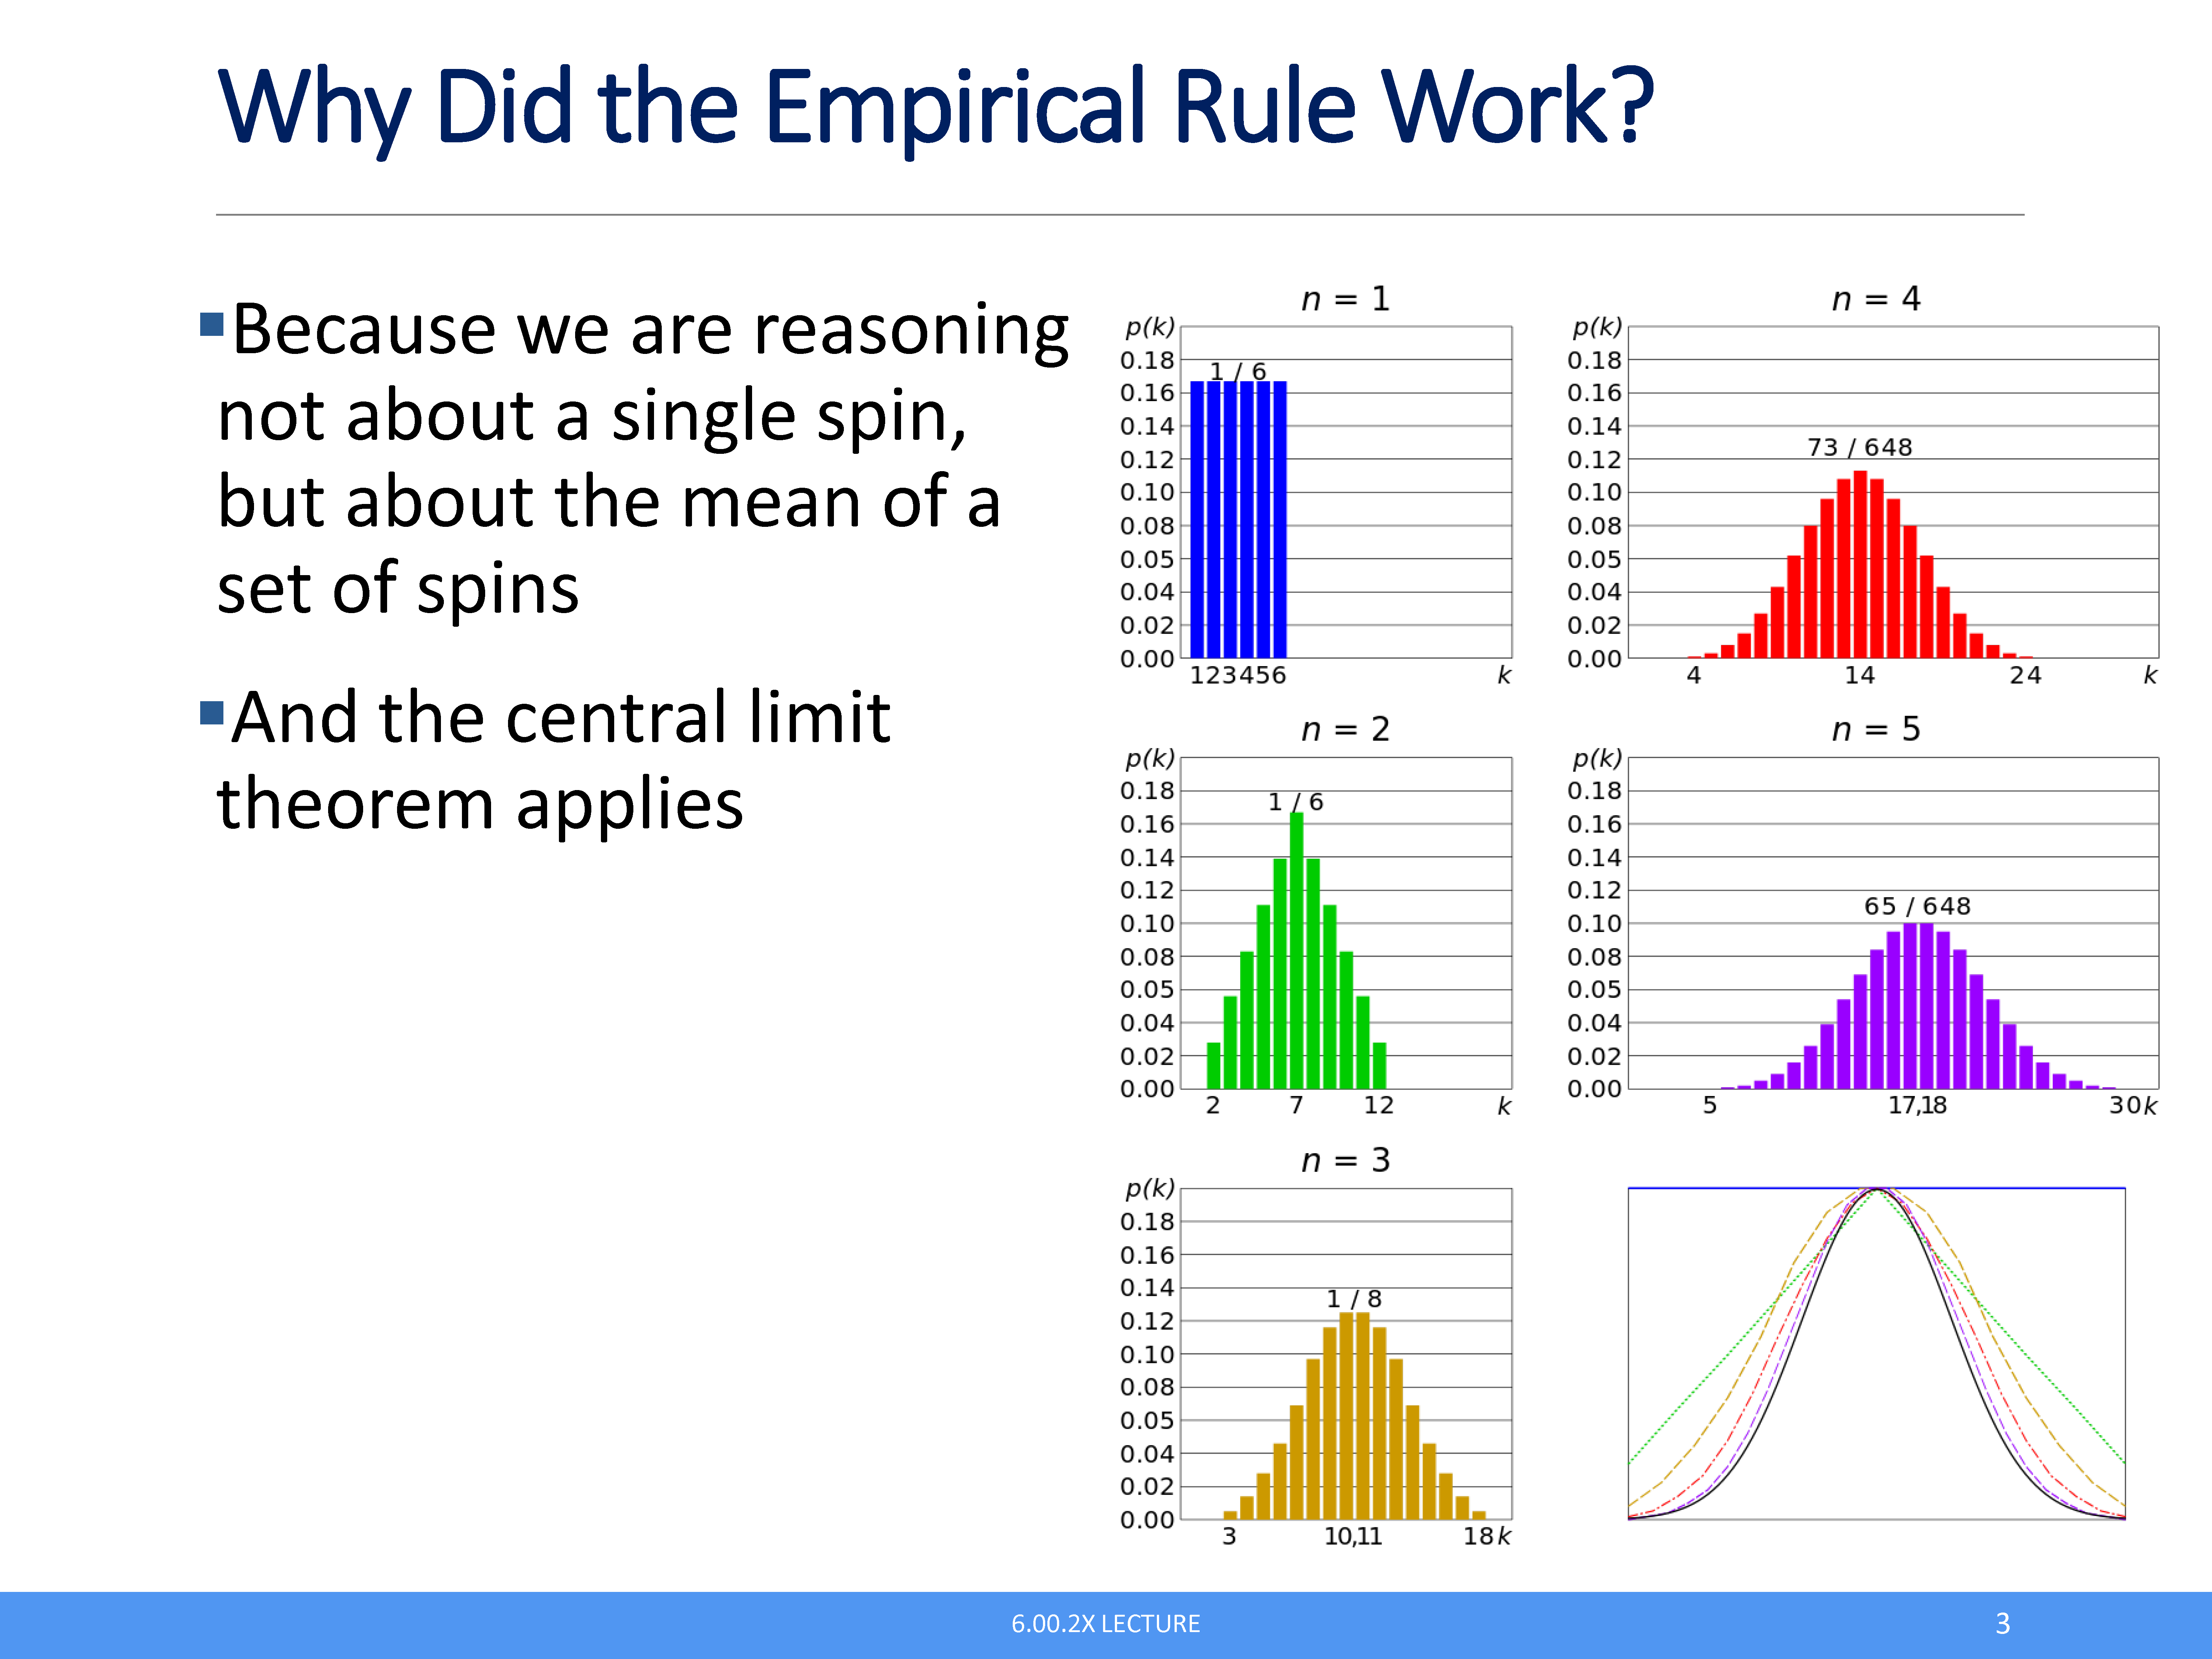 Why Did the Empirical Rule Work?
▪Because we are reasoning
not about a single spin,
but about the mean of a
set of spins
▪And the central limit
theorem applies
n = 1
p(k)
0.18
0.16
0.14
0.12
0.10
0.08
0.05
0.04
0.02
0.00
1 / 6
123456
k
n = 4
p(k)
0.18
0.16
0.14
0.12
0.10
0.08
0.05
0.04
0.02
0.00
73 / 648
4 14 24 k
n = 2
p(k)
0.18
0.16
0.14
0.12
0.10
0.08
0.05
0.04
0.02
0.00
1 / 6
2 7 12 k
n = 5
p(k)
0.18
0.16
0.14
0.12
0.10
0.08
0.05
0.04
0.02
0.00
65 / 648
5 17,18 30 k
n = 3
p(k)
0.18
0.16
0.14
0.12
0.10
0.08
0.05
0.04
0.02
0.00
1 / 8
3 10,11 18 k
6.00.2X LECTURE
3